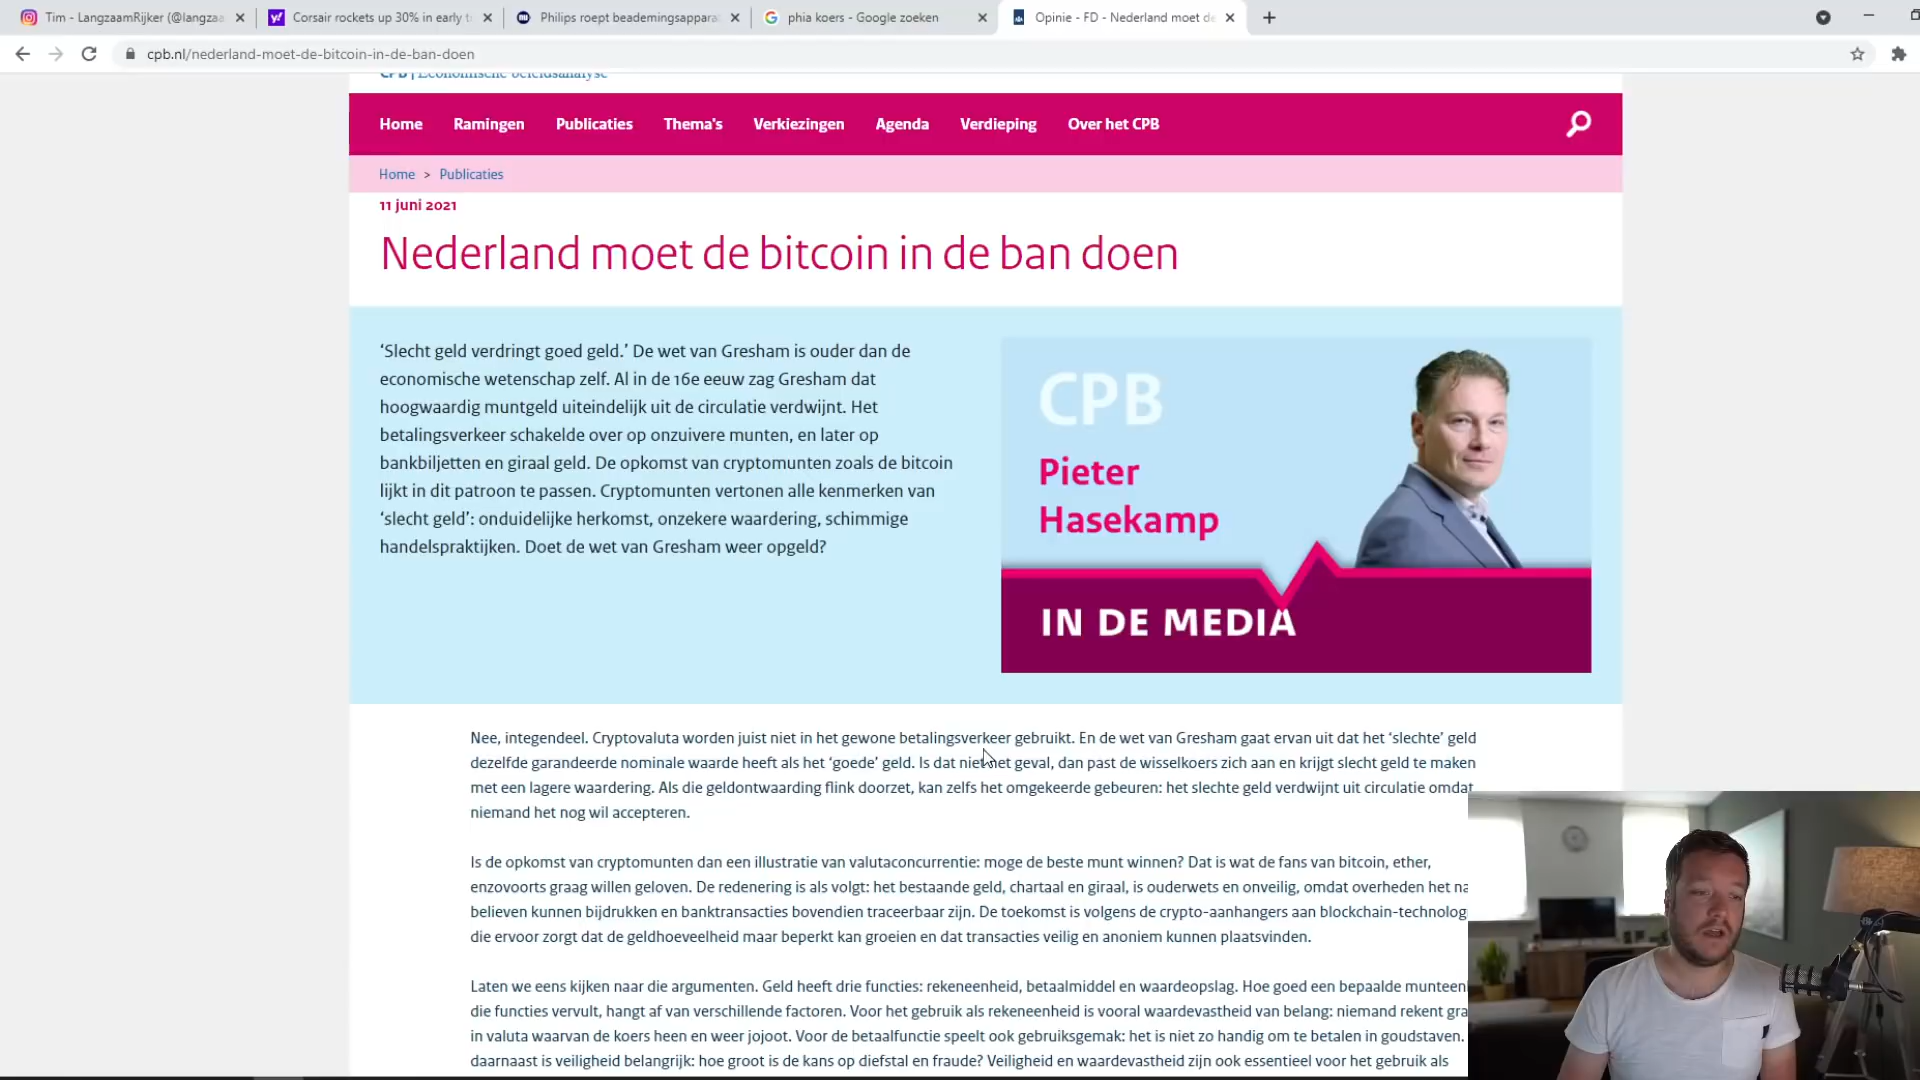 Tim - LangzaamRijker (@langzaa
Corsair rockets up 30% in early t
Philips roept beademingsappara
phia koers - Google zoeken
Opinie - FD - Nederland moet de
cpb.nl/nederland-moet-de-bitcoin-in-de-ban-doen
CPB | Economische beleidsanalyse
Home Ramingen Publicaties Thema's Verkiezingen Agenda Verdieping Over het CPB
Home > Publicaties
11 juni 2021
Nederland moet de bitcoin in de ban doen
‘Slecht geld verdringt goed geld.’ De wet van Gresham is ouder dan de
economische wetenschap zelf. Al in de 16e eeuw zag Gresham dat
hoogwaardig muntgeld uiteindelijk uit de circulatie verdwijnt. Het
betalingsverkeer schakelde over op onzuivere munten, en later op
bankbiljetten en giraal geld. De opkomst van cryptomunten zoals de bitcoin
lijkt in dit patroon te passen. Cryptomunten vertonen alle kenmerken van
‘slecht geld’: onduidelijke herkomst, onzekere waardering, schimmige
handelspraktijken. Doet de wet van Gresham weer opgeld?
CPB
Pieter
Hasekamp
IN DE MEDIA
Nee, integendeel. Cryptovaluta worden juist niet in het gewone betalingsverkeer gebruikt. En de wet van Gresham gaat ervan uit dat het ‘slechte’ geld
dezelfde garandeerde nominale waarde heeft als het ‘goede’ geld. Is dat niet het geval, dan past de wisselkoers zich aan en krijgt slecht geld te maken
met een lagere waardering. Als die geldontwaarding flink doorzet, kan zelfs het omgekeerde gebeuren: het slechte geld verdwijnt uit circulatie omdat
niemand het nog wil accepteren.
Is de opkomst van cryptomunten dan een illustratie van valutaconcurrentie: moge de beste munt winnen? Dat is wat de fans van bitcoin, ether,
enzovoorts graag willen geloven. De redenering is als volgt: het bestaande geld, chartaal en giraal, is ouderwets en onveilig, omdat overheden het na
believen kunnen bijdrukken en banktransacties bovendien traceerbaar zijn. De toekomst is volgens de crypto-aanhangers aan blockchain-technolog
die ervoor zorgt dat de geldhoeveelheid maar beperkt kan groeien en dat transacties veilig en anoniem kunnen plaatsvinden.
Laten we eens kijken naar die argumenten. Geld heeft drie functies: rekeneenheid, betaalmiddel en waardeopslag. Hoe goed een bepaalde munteen
die functies vervult, hangt af van verschillende factoren. Voor het gebruik als rekeneenheid is vooral waardevastheid van belang: niemand rekent gra
in valuta waarvan de koers heen en weer jojoot. Voor de betaalfunctie speelt ook gebruiksgemak: het is niet zo handig om te betalen in goudstaven.
daarnaast is veiligheid belangrijk: hoe groot is de kans op diefstal en fraude? Veiligheid en waardevastheid zijn ook essentieel voor het gebruik als